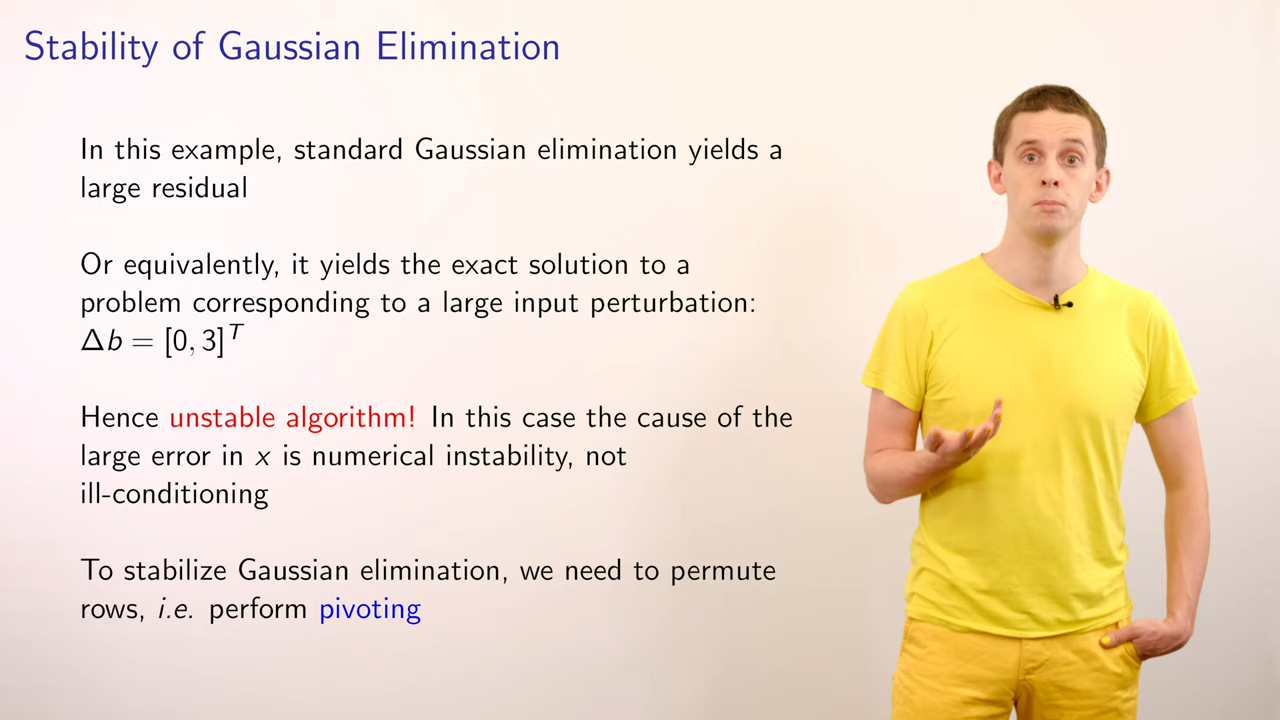 Stability of Gaussian Elimination
In this example, standard Gaussian elimination yields a
large residual
Or equivalently, it yields the exact solution to a
problem corresponding to a large input perturbation:
Δb = [0, 3]ᵀ
Hence unstable algorithm! In this case the cause of the
large error in x is numerical instability, not
ill-conditioning
To stabilize Gaussian elimination, we need to permute
rows, i.e. perform pivoting